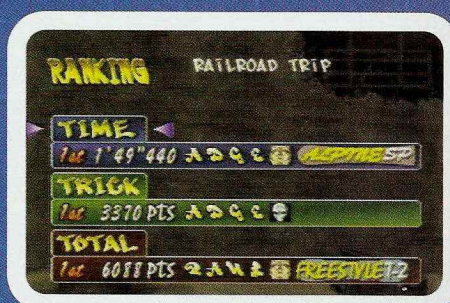 RANKING RAILROAD TRIP
TIME
1st 1'49"440 ALPINE SP
TRICK
1st 3370 PTS
TOTAL
1st 6088 PTS FREESTYLE T-2